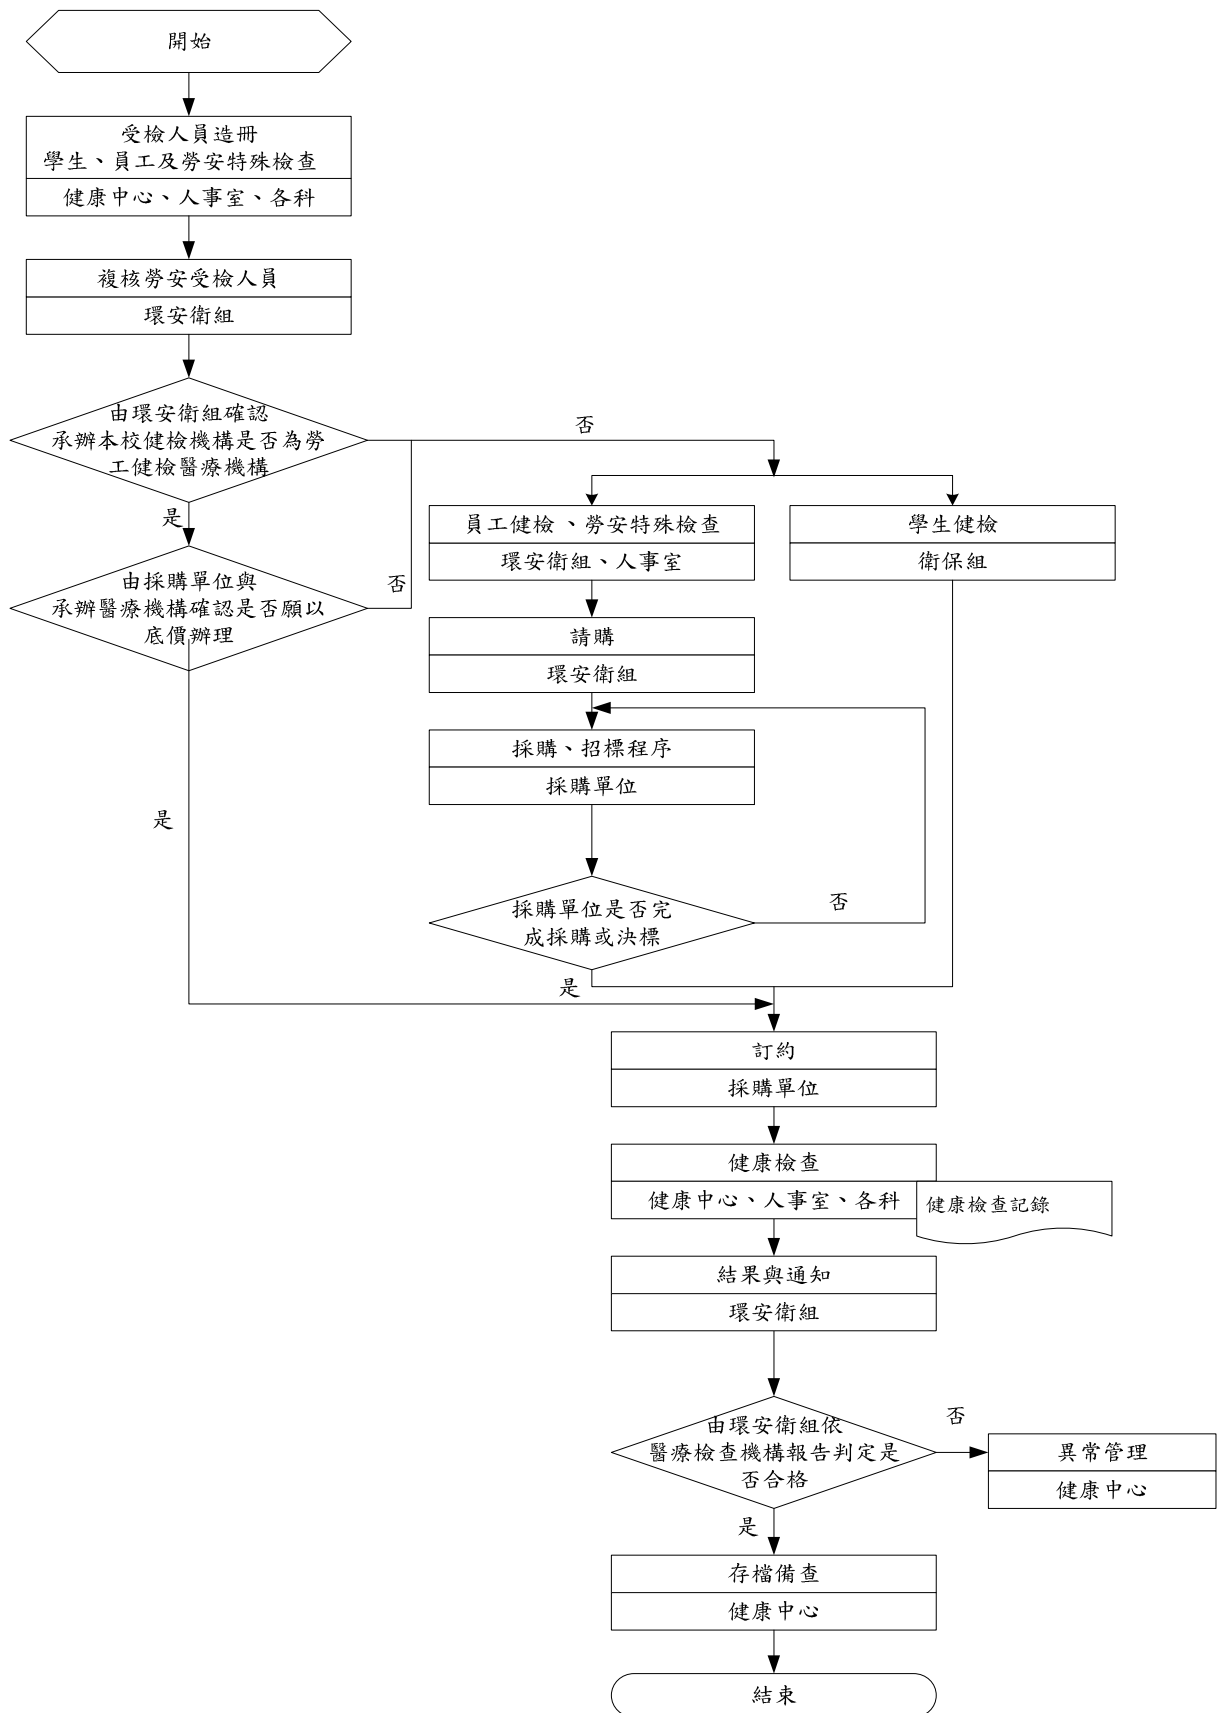 開始
受檢人員造冊
學生、員工及勞安特殊檢查
健康中心、人事室、各科
複核勞安受檢人員
環安衛組
由環安衛組確認
承辦本校健檢機構是否為勞
工健檢醫療機構
否
是
由採購單位與
承辦醫療機構確認是否願以
底價辦理
否
是
員工健檢、勞安特殊檢查
環安衛組、人事室
學生健檢
衛保組
請購
環安衛組
採購、招標程序
採購單位
採購單位是否完
成採購或決標
否
是
訂約
採購單位
健康檢查
健康中心、人事室、各科
健康檢查記錄
結果與通知
環安衛組
由環安衛組依
醫療檢查機構報告判定是
否合格
否
異常管理
健康中心
是
存檔備查
健康中心
結束